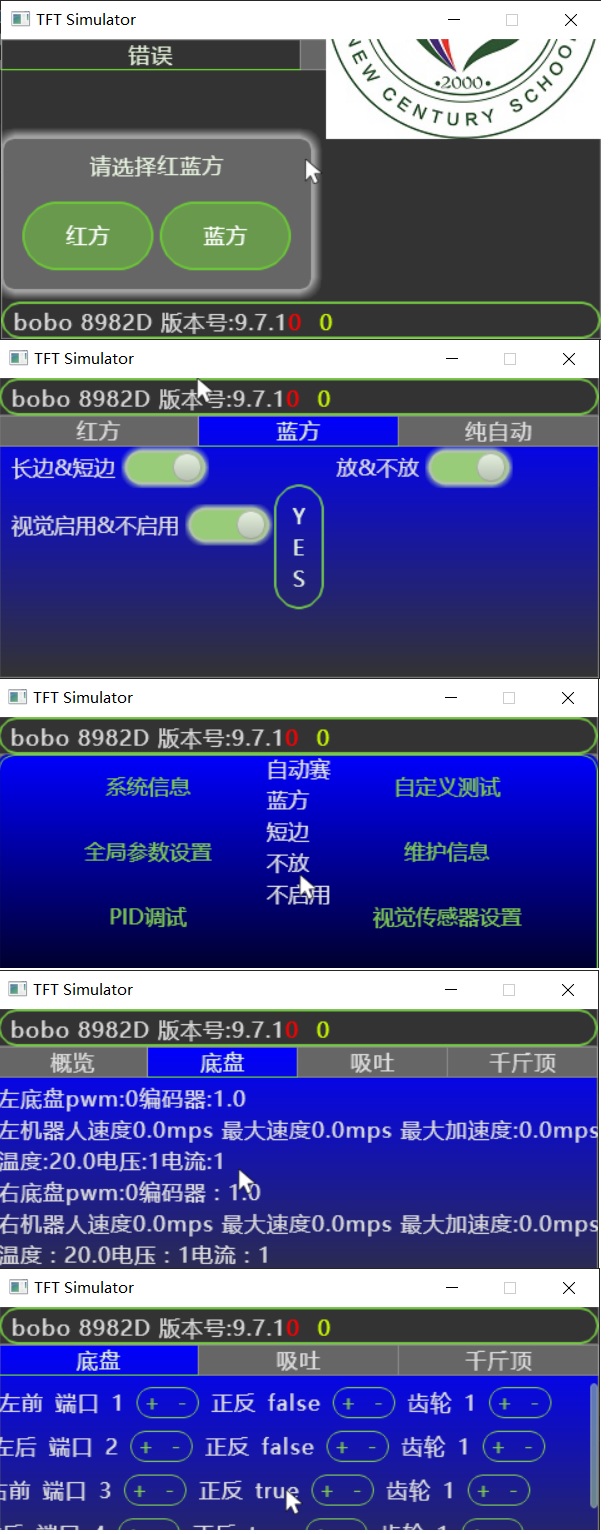 TFT Simulator
错误
NEW CENTURY SCHOOL
•2000•
请选择红蓝方
红方 蓝方
bobo 8982D 版本号:9.7.10 0
TFT Simulator
bobo 8982D 版本号:9.7.10 0
红方 蓝方 纯自动
长边&短边 放&不放
视觉启用&不启用
Y
E
S
TFT Simulator
bobo 8982D 版本号:9.7.10 0
系统信息 自动赛 自定义测试
蓝方
全局参数设置 短边 维护信息
不放
不启用
PID调试 视觉传感器设置
TFT Simulator
bobo 8982D 版本号:9.7.10 0
概览 底盘 吸吐 千斤顶
左底盘pwm:0编码器:1.0
左机器人速度0.0mps 最大速度0.0mps 最大加速度:0.0mps
温度:20.0电压:1电流:1
右底盘pwm:0编码器：1.0
右机器人速度0.0mps 最大速度0.0mps 最大加速度:0.0mps
温度：20.0电压：1电流：1
TFT Simulator
bobo 8982D 版本号:9.7.10 0
底盘 吸吐 千斤顶
左前 端口 1 + - 正反 false + - 齿轮 1 + -
左后 端口 2 + - 正反 false + - 齿轮 1 + -
右前 端口 3 + - 正反 true + - 齿轮 1 + -